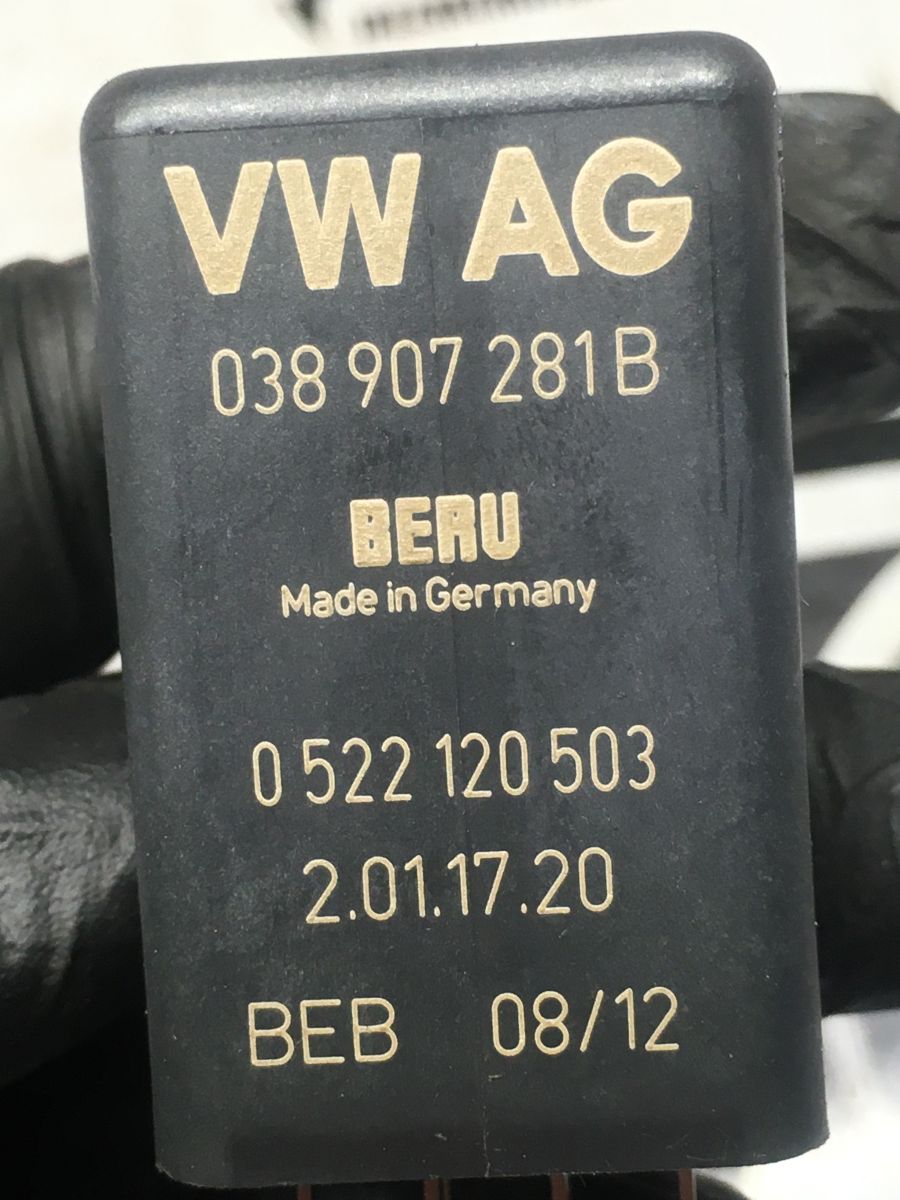 VW AG
038 907 281B
BERU
Made in Germany
0 522 120 503
2.01.17.20
BEB 08/12